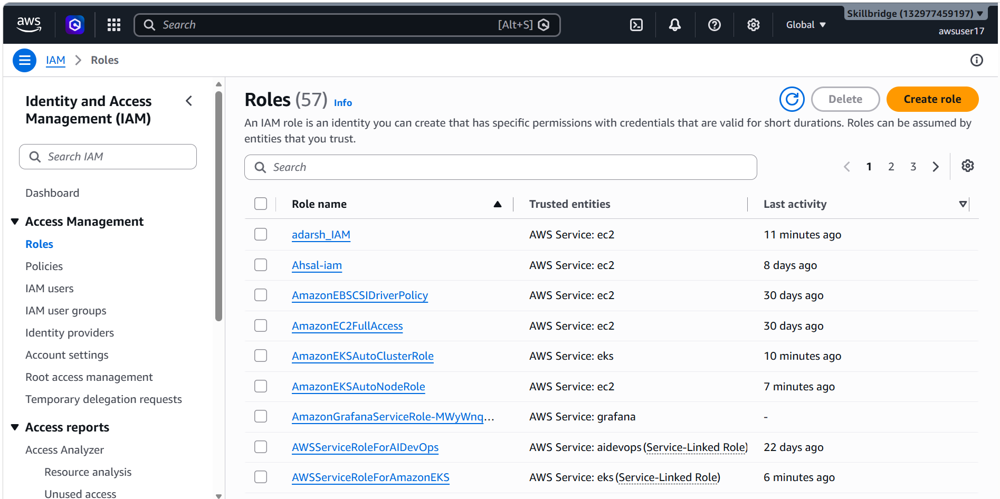 aws
Search
[Alt+S]
Global
Skillbridge (132977459197)
awsuser17
IAM
Roles
Identity and Access
Management (IAM)
Search IAM
Dashboard
Access Management
Roles
Policies
IAM users
IAM user groups
Identity providers
Account settings
Root access management
Temporary delegation requests
Access reports
Access Analyzer
Resource analysis
Unused access
Roles (57) Info
Delete
Create role
An IAM role is an identity you can create that has specific permissions with credentials that are valid for short durations. Roles can be assumed by
entities that you trust.
Search
1 2 3
Role name Trusted entities Last activity
adarsh_IAM AWS Service: ec2 11 minutes ago
Ahsal-iam AWS Service: ec2 8 days ago
AmazonEBSCSIDriverPolicy AWS Service: ec2 30 days ago
AmazonEC2FullAccess AWS Service: ec2 30 days ago
AmazonEKSAutoClusterRole AWS Service: eks 10 minutes ago
AmazonEKSAutoNodeRole AWS Service: ec2 7 minutes ago
AmazonGrafanaServiceRole-MWyWnq... AWS Service: grafana -
AWSServiceRoleForAIDevOps AWS Service: aidevops (Service-Linked Role) 22 days ago
AWSServiceRoleForAmazonEKS AWS Service: eks (Service-Linked Role) 6 minutes ago